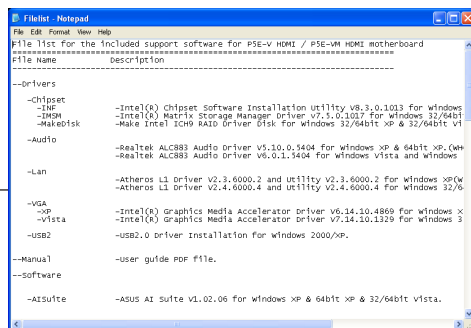 Filelist - Notepad
File Edit Format View Help
File list for the included support software for P5E-V HDMI / P5E-VM HDMI motherboard
================================================================================
File Name Description
--------------------------------------------------------------------------------
--Drivers
-Chipset
-INF -Intel(R) Chipset Software Installation Utility V8.3.0.1013 for Windows
-IMSM -Intel(R) Matrix Storage Manager Driver v7.5.0.1017 for Windows 32/64bi
-MakeDisk -Make Intel ICH9 RAID Driver Disk for Windows 32/64bit XP & 32/64bit Vi
-Audio
-Realtek ALC883 Audio Driver V5.10.0.5404 for Windows XP & 64bit XP.(WH
-Realtek ALC883 Audio Driver V6.0.1.5404 for Windows Vista and Windows
-Lan
-Atheros L1 Driver V2.3.6000.2 and Utility V2.3.6000.2 for Windows XP(W
-Atheros L1 Driver V2.4.6000.4 and Utility V2.4.6000.4 for Windows 32/6
-VGA
-XP -Intel(R) Graphics Media Accelerator Driver V6.14.10.4869 for Windows X
-Vista -Intel(R) Graphics Media Accelerator Driver V7.14.10.1329 for Windows 3
-USB2 -USB2.0 Driver Installation for Windows 2000/XP.
--Manual -User guide PDF file.
--Software
-AISuite -ASUS AI Suite V1.02.06 for Windows XP & 64bit XP & 32/64bit Vista.